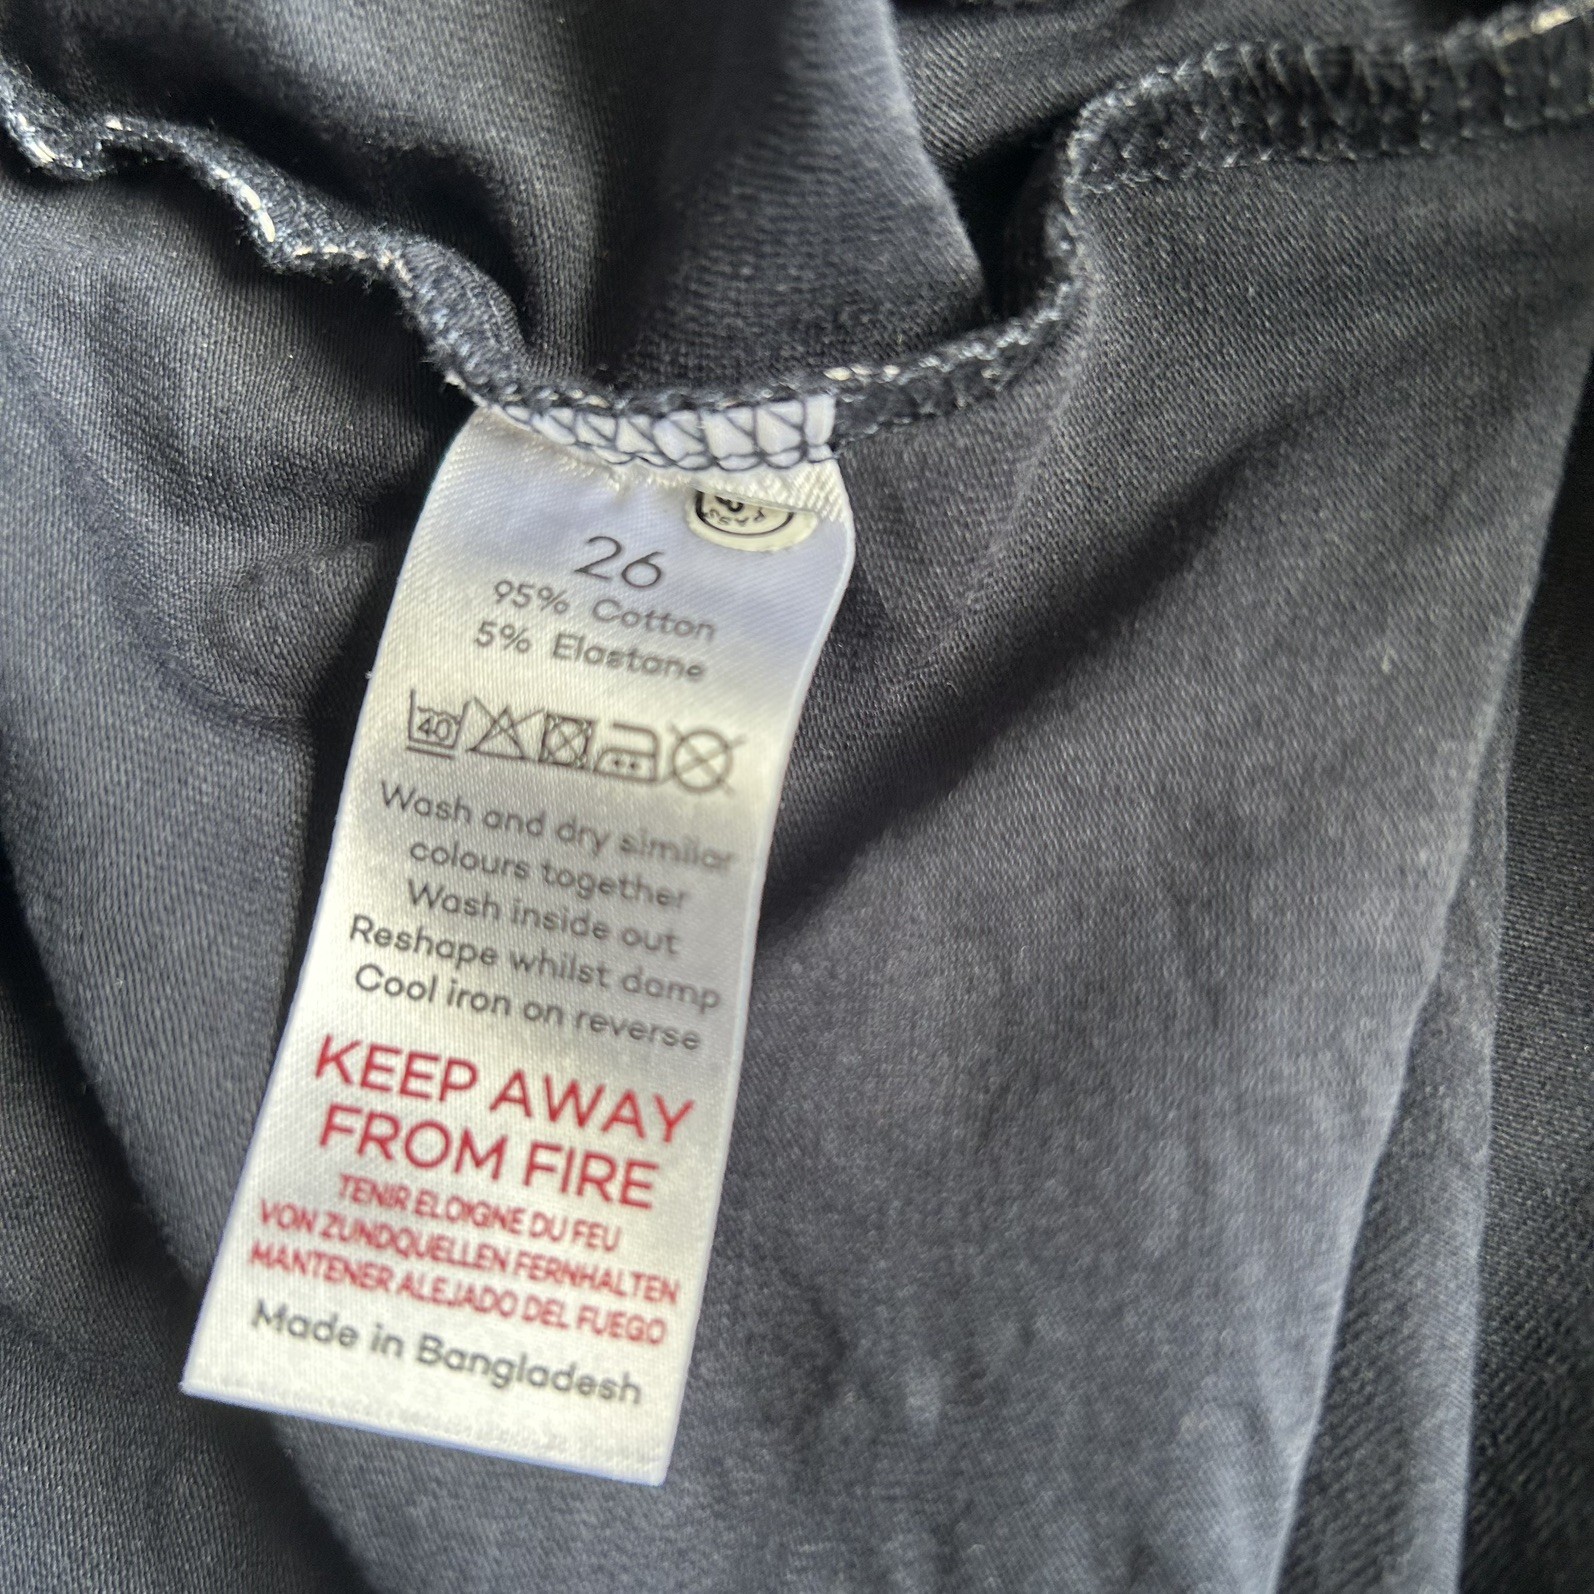 26
95% Cotton
5% Elastane
40
Wash and dry similar
colours together
Wash inside out
Reshape whilst damp
Cool iron on reverse
KEEP AWAY
FROM FIRE
TENIR ELOIGNE DU FEU
VON ZUNDQUELLEN FERNHALTEN
MANTENER ALEJADO DEL FUEGO
Made in Bangladesh